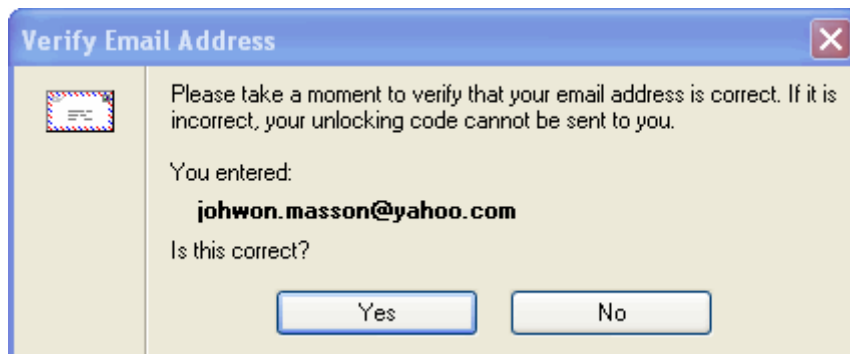 Verify Email Address
Please take a moment to verify that your email address is correct. If it is
incorrect, your unlocking code cannot be sent to you.
You entered:
johwon.masson@yahoo.com
Is this correct?
Yes No